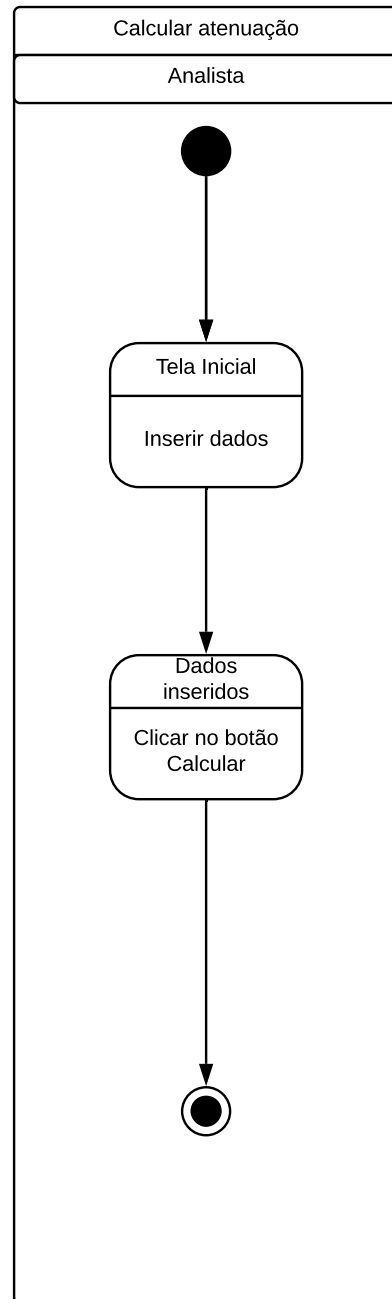 Calcular atenuação
Analista
Tela Inicial
Inserir dados
Dados
inseridos
Clicar no botão
Calcular